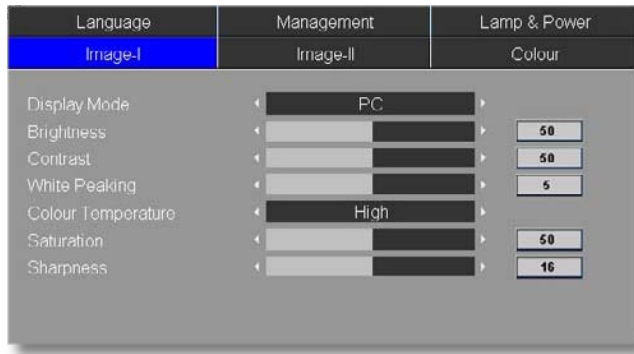 Language Management Lamp & Power
Image-I Image-II Colour
Display Mode PC
Brightness 50
Contrast 50
White Peaking 5
Colour Temperature High
Saturation 50
Sharpness 16